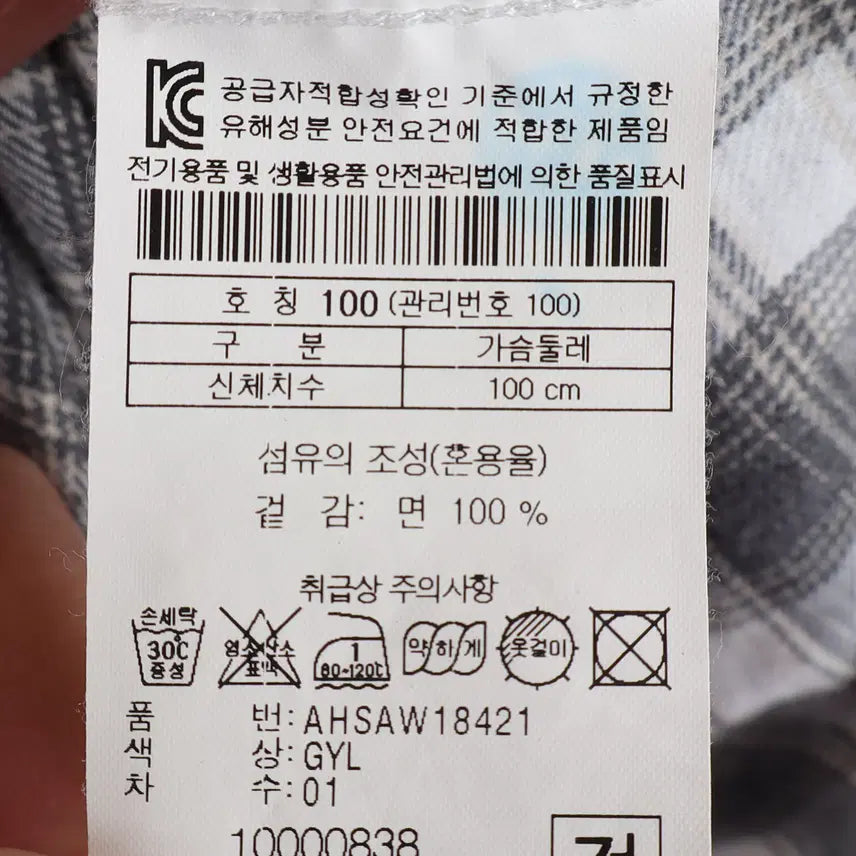 공급자적합성확인 기준에서 규정한
유해성분 안전요건에 적합한 제품임
전기용품 및 생활용품 안전관리법에 의한 품질표시
호 칭 100 (관리번호 100)
구 분 가슴둘레
신체치수 100 cm
섬유의 조성(혼용율)
겉 감: 면 100 %
취급상 주의사항
손세탁 30℃ 중성
염소산소 표백
1 80~120℃
약하게
옷걸이
품 번: AHSAW18421
색 상: GYL
차 수: 01
10000838